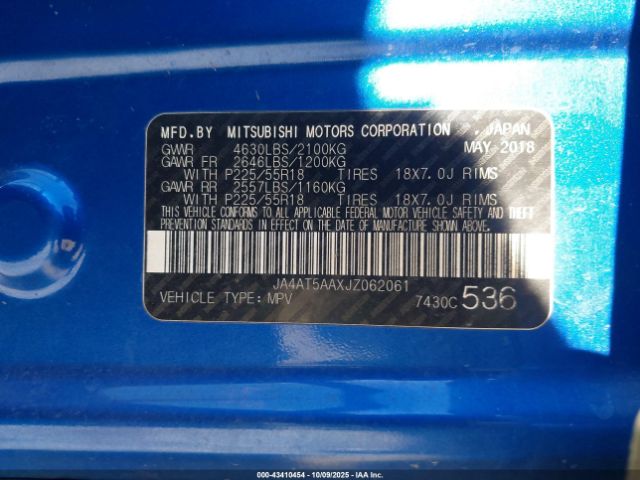 MFD.BY MITSUBISHI MOTORS CORPORATION , JAPAN
GVWR 4630LBS/2100KG MAY-2018
GAWR FR 2646LBS/1200KG
WITH P225/55R18 TIRES 18X7.0J RIMS
GAWR RR 2557LBS/1160KG
WITH P225/55R18 TIRES 18X7.0J RIMS
THIS VEHICLE CONFORMS TO ALL APPLICABLE FEDERAL MOTOR VEHICLE SAFETY AND THEFT
PREVENTION STANDARDS IN EFFECT ON THE DATE OF MANUFACTURE SHOWN ABOVE.
JA4AT5AAXJZ062061
VEHICLE TYPE: MPV 7430C 536
000-43410454 | 10/09/2025 - IAA Inc.